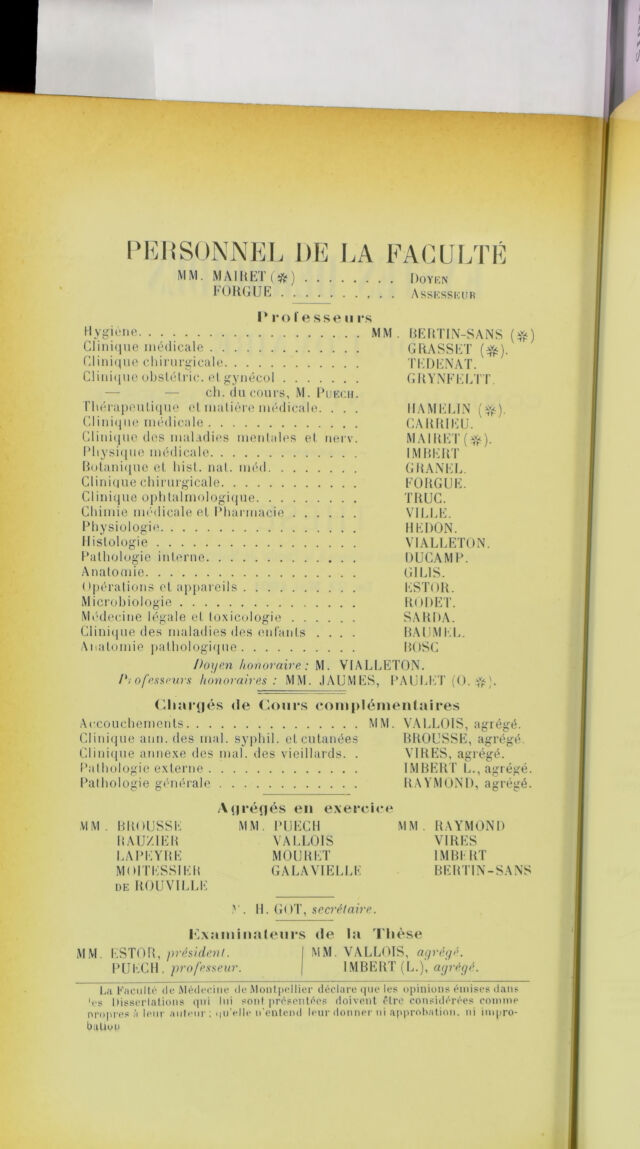 PERSONNEL DE LA FACULTÉ
MM. MAIRET (✻) . . . . . . . . DOYEN
FORGUE . . . . . . . . . . ASSESSEUR
Professeurs
Hygiène. . . . . . . . . . . . . . . . . . MM. BERTIN-SANS (✻)
Clinique médicale . . . . . . . . . . . . . GRASSET (✻).
Clinique chirurgicale. . . . . . . . . . . . TEDENAT.
Clinique obstétric. et gynécol . . . . . . . GRYNFELTT.
— — ch. du cours, M. PUECH.
Thérapeutique et matière médicale. . . . HAMELIN (✻).
Clinique médicale . . . . . . . . . . . . . CARRIEU.
Clinique des maladies mentales et nerv. MAIRET (✻).
Physique médicale. . . . . . . . . . . . . IMBERT
Botanique et hist. nat. méd. . . . . . . . GRANEL.
Clinique chirurgicale. . . . . . . . . . . . FORGUE.
Clinique ophtalmologique. . . . . . . . . TRUC.
Chimie médicale et Pharmacie . . . . . . VILLE.
Physiologie. . . . . . . . . . . . . . . . . HEDON.
Histologie . . . . . . . . . . . . . . . . . VIALLETON.
Pathologie interne. . . . . . . . . . . . . DUCAMP.
Anatomie. . . . . . . . . . . . . . . . . . GILIS.
Opérations et appareils . . . . . . . . . . ESTOR.
Microbiologie . . . . . . . . . . . . . . . RODET.
Médecine légale et toxicologie . . . . . . SARDA.
Clinique des maladies des enfants . . . . BAUMEL.
Anatomie pathologique . . . . . . . . . . BOSC
Doyen honoraire : M. VIALLETON.
Professeurs honoraires : MM. JAUMES, PAULET (O. ✻).
Chargés de Cours complémentaires
Accouchements. . . . . . . . . . . . . . . MM. VALLOIS, agrégé.
Clinique ann. des mal. syphil. et cutanées BROUSSE, agrégé.
Clinique annexe des mal. des vieillards. . VIRES, agrégé.
Pathologie externe . . . . . . . . . . . . . IMBERT L., agrégé.
Pathologie générale . . . . . . . . . . . . RAYMOND, agrégé.
Agrégés en exercice
MM. BROUSSE MM. PUECH MM. RAYMOND
RAUZIER VALLOIS VIRES
LAPEYRE MOURET IMBERT
MOITESSIER GALAVIELLE BERTIN-SANS
DE ROUVILLE
M. H. GOT, secrétaire.
Examinateurs de la Thèse
MM. ESTOR, président. MM. VALLOIS, agrégé.
PUECH, professeur. IMBERT (L.), agrégé.
La Faculté de Médecine de Montpellier déclare que les opinions émises dans
les Dissertations qui lui sont présentées doivent être considérées comme
propres à leur auteur ; qu'elle n'entend leur donner ni approbation, ni impro-
bation